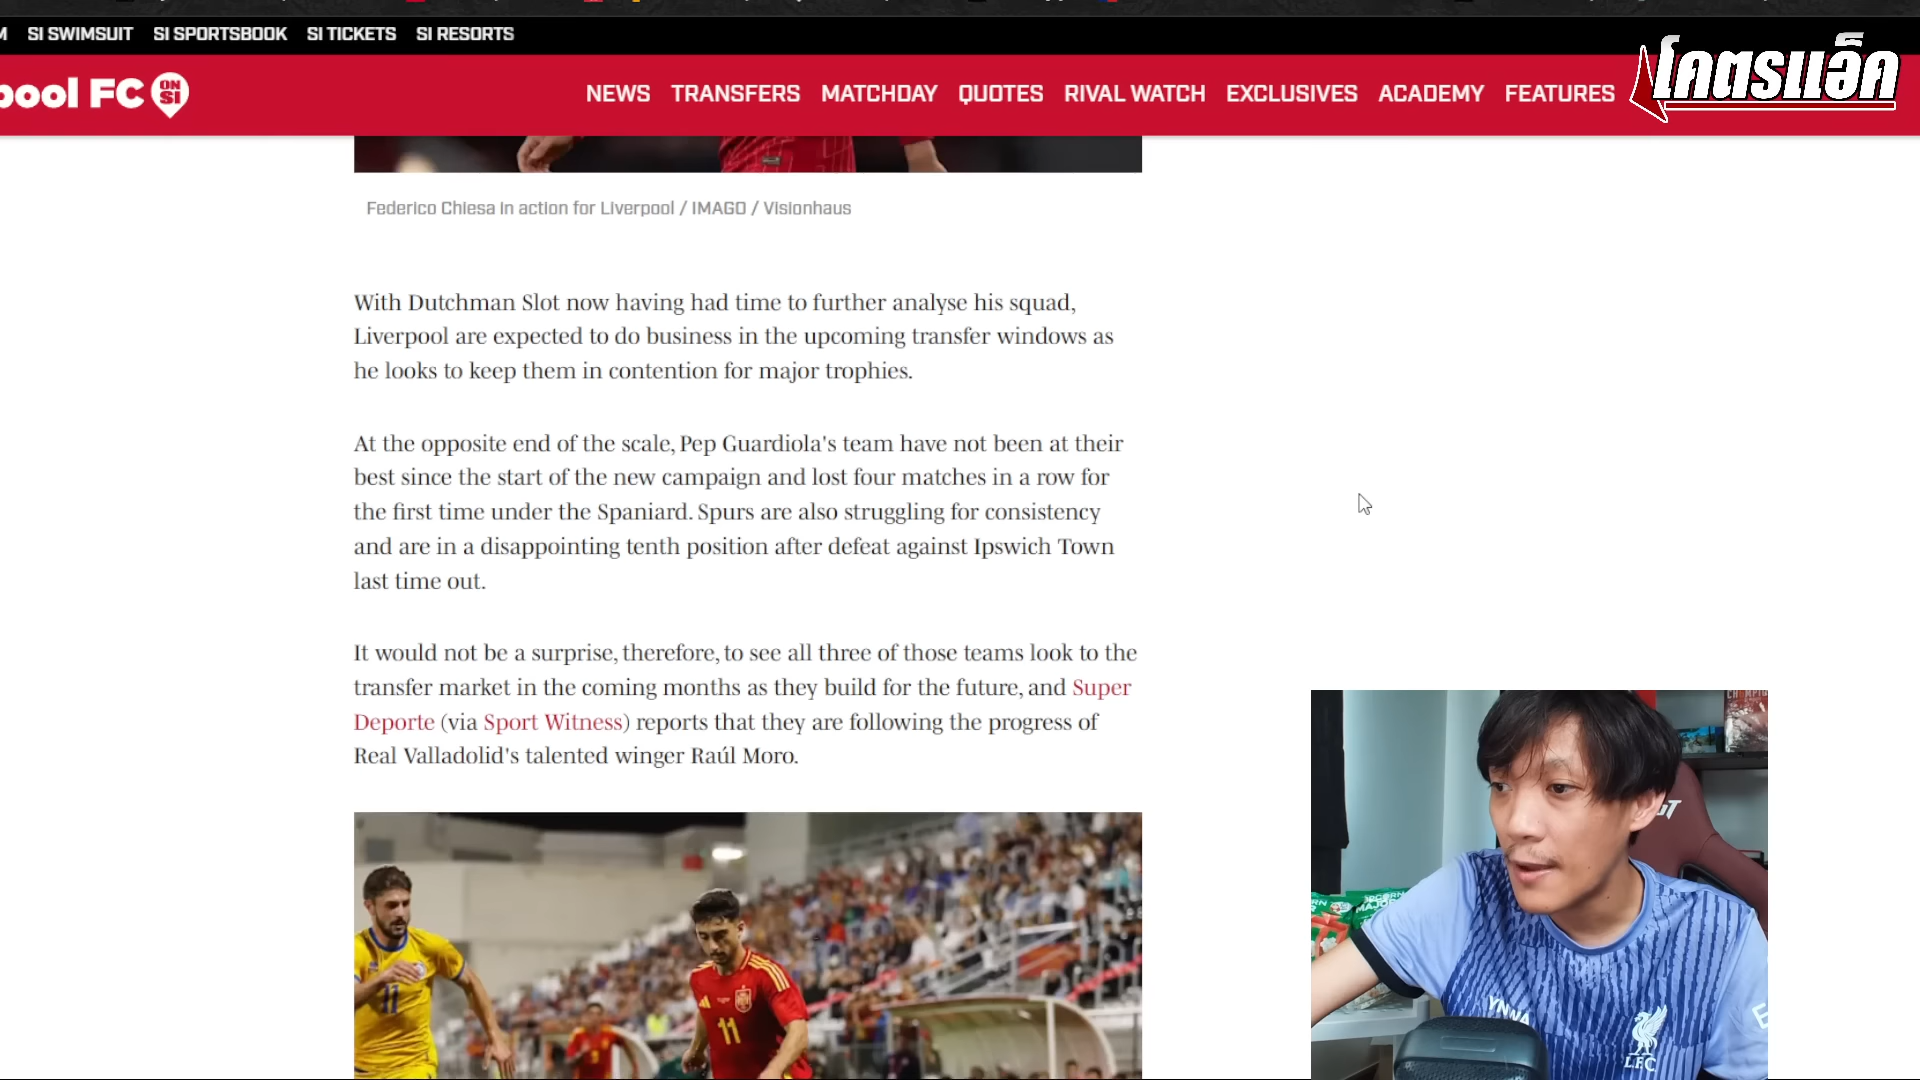 SI SWIMSUIT SI SPORTSBOOK SI TICKETS SI RESORTS
pool FC ON SI
NEWS TRANSFERS MATCHDAY QUOTES RIVAL WATCH EXCLUSIVES ACADEMY FEATURES
โคตรแอ็ค
Federico Chiesa in action for Liverpool / IMAGO / Visionhaus
With Dutchman Slot now having had time to further analyse his squad,
Liverpool are expected to do business in the upcoming transfer windows as
he looks to keep them in contention for major trophies.
At the opposite end of the scale, Pep Guardiola's team have not been at their
best since the start of the new campaign and lost four matches in a row for
the first time under the Spaniard. Spurs are also struggling for consistency
and are in a disappointing tenth position after defeat against Ipswich Town
last time out.
It would not be a surprise, therefore, to see all three of those teams look to the
transfer market in the coming months as they build for the future, and Super
Deporte (via Sport Witness) reports that they are following the progress of
Real Valladolid's talented winger Raúl Moro.
11
11
YNWA
L.F.C